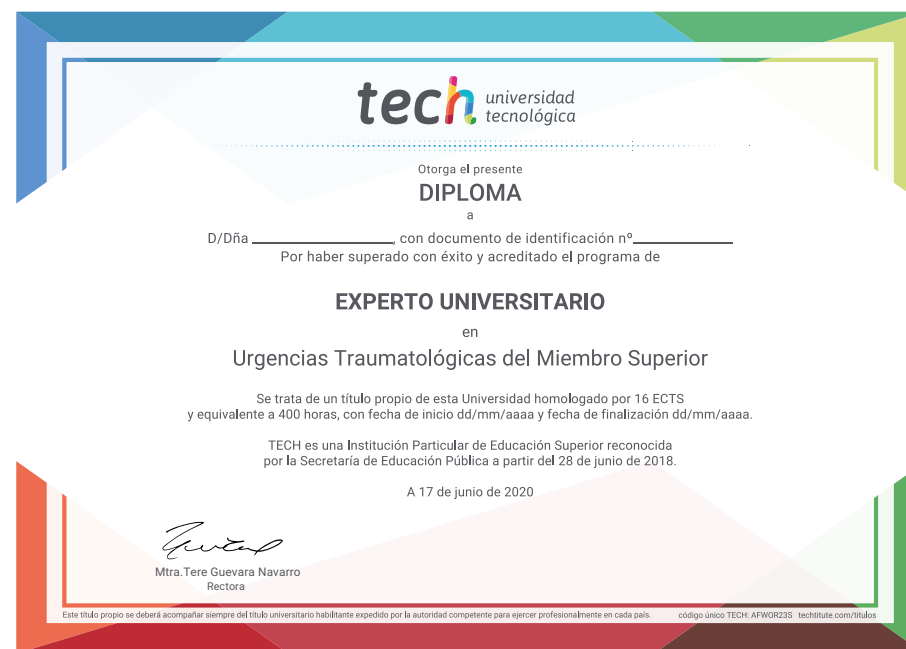 tech universidad
tecnológica
Otorga el presente
DIPLOMA
a
D/Dña ____________________, con documento de identificación nº______________
Por haber superado con éxito y acreditado el programa de
EXPERTO UNIVERSITARIO
en
Urgencias Traumatológicas del Miembro Superior
Se trata de un título propio de esta Universidad homologado por 16 ECTS
y equivalente a 400 horas, con fecha de inicio dd/mm/aaaa y fecha de finalización dd/mm/aaaa.
TECH es una Institución Particular de Educación Superior reconocida
por la Secretaría de Educación Pública a partir del 28 de junio de 2018.
A 17 de junio de 2020
Mtra.Tere Guevara Navarro
Rectora
Este título propio se deberá acompañar siempre del título universitario habilitante expedido por la autoridad competente para ejercer profesionalmente en cada país. código único TECH: AFWOR23S techtitute.com/titulos